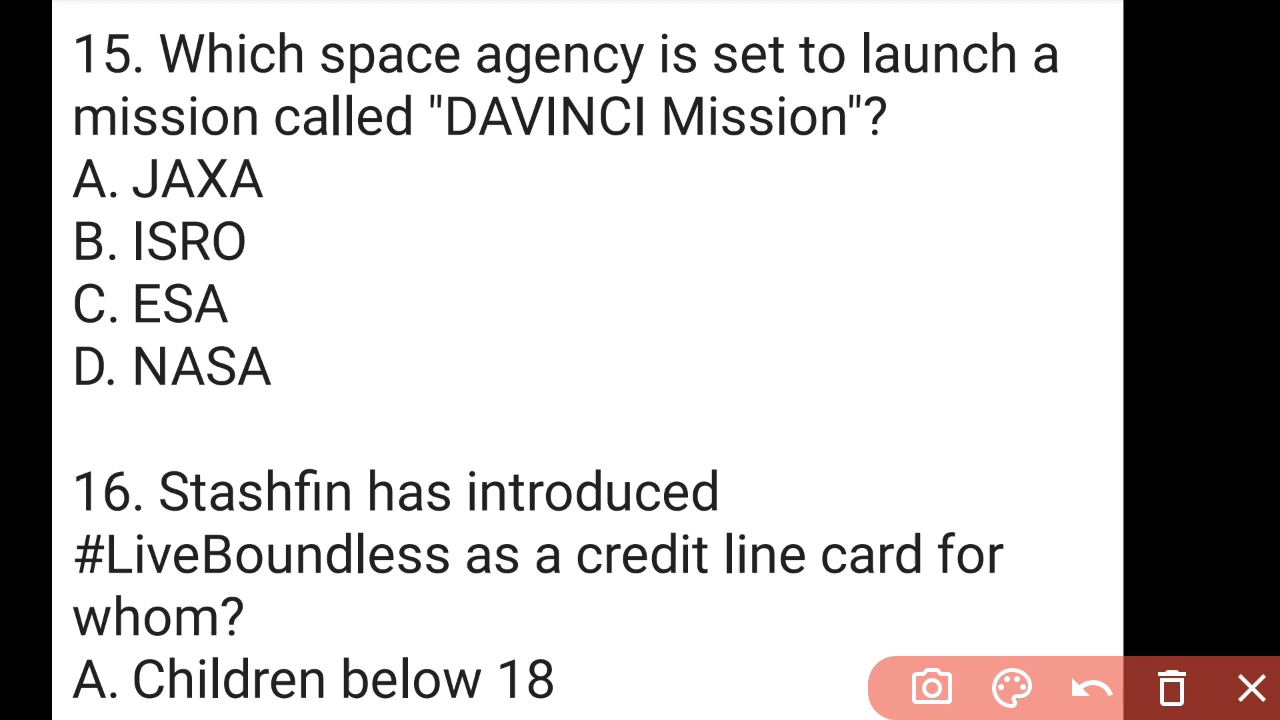 15. Which space agency is set to launch a
mission called "DAVINCI Mission"?
A. JAXA
B. ISRO
C. ESA
D. NASA
16. Stashfin has introduced
#LiveBoundless as a credit line card for
whom?
A. Children below 18